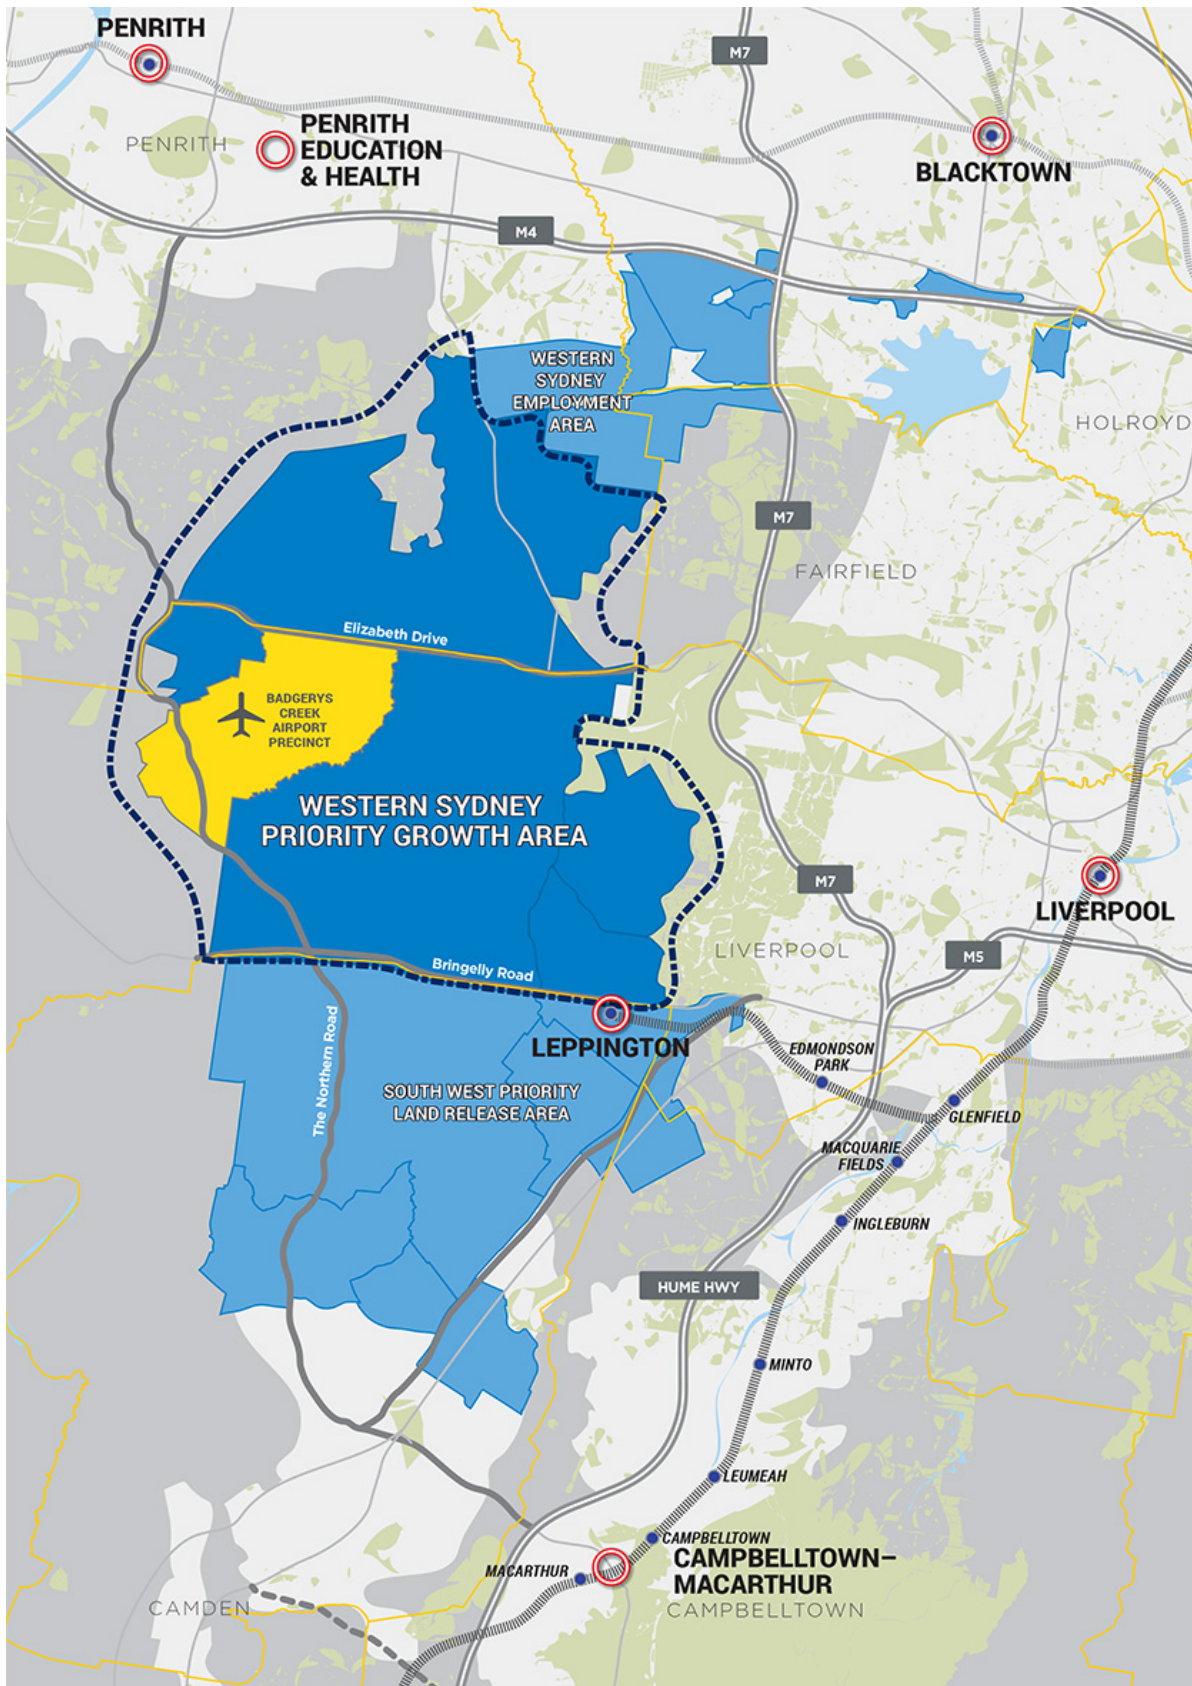 PENRITH
M7
PENRITH
EDUCATION
& HEALTH
PENRITH
BLACKTOWN
M4
WESTERN
SYDNEY
EMPLOYMENT
AREA
HOLROYD
M7
FAIRFIELD
Elizabeth Drive
BADGERYS
CREEK
AIRPORT
PRECINCT
WESTERN SYDNEY
PRIORITY GROWTH AREA
M7
LIVERPOOL
LIVERPOOL
M5
Bringelly Road
LEPPINGTON
The Northern Road
SOUTH WEST PRIORITY
LAND RELEASE AREA
EDMONDSON
PARK
GLENFIELD
MACQUARIE
FIELDS
INGLEBURN
HUME HWY
MINTO
LEUMEAH
CAMPBELLTOWN
MACARTHUR
CAMPBELLTOWN–
MACARTHUR
CAMPBELLTOWN
CAMDEN